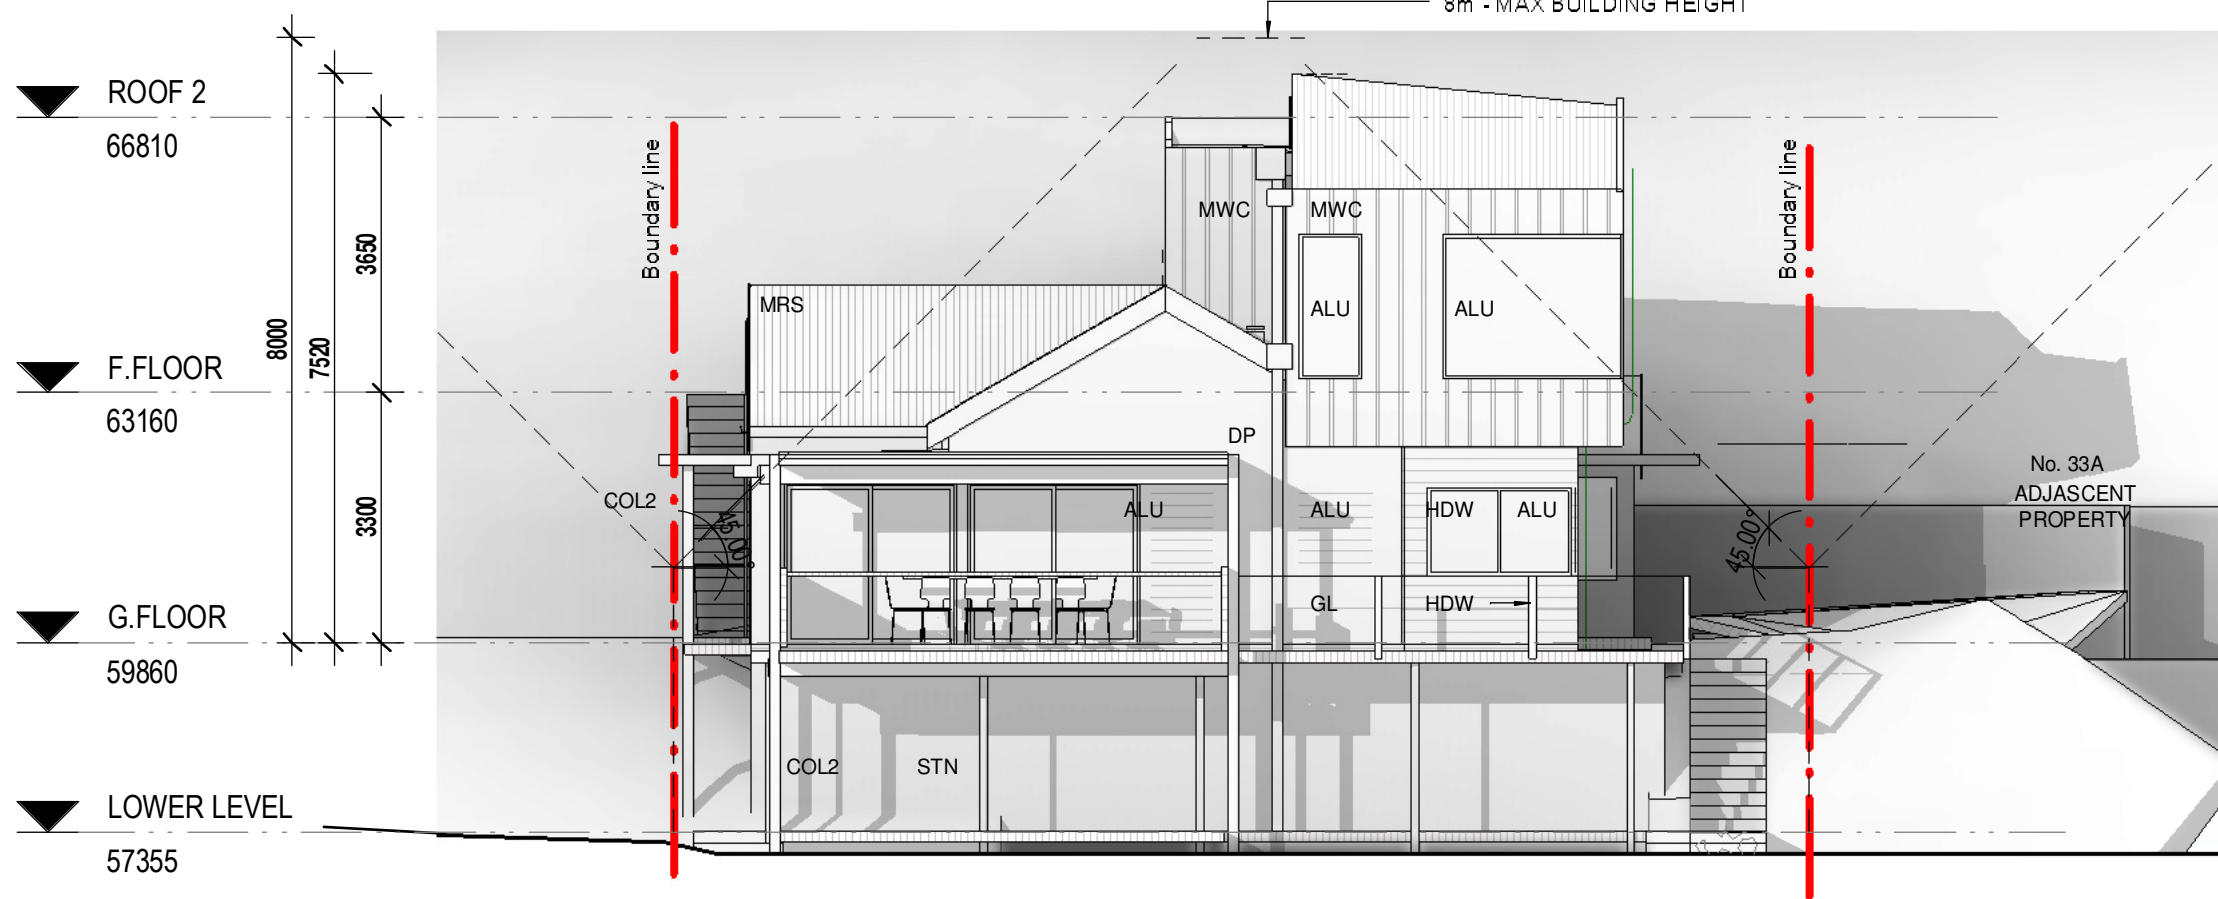 8m - MAX BUILDING HEIGHT
ROOF 2
66810
Boundary line
Boundary line
3650
8000
7520
MWC
MWC
MRS
ALU
ALU
F.FLOOR
63160
DP
3300
COL2
45.00°
ALU
ALU
HDW
ALU
45.00°
No. 33A
ADJASCENT
PROPERTY
G.FLOOR
59860
GL
HDW
COL2
STN
LOWER LEVEL
57355